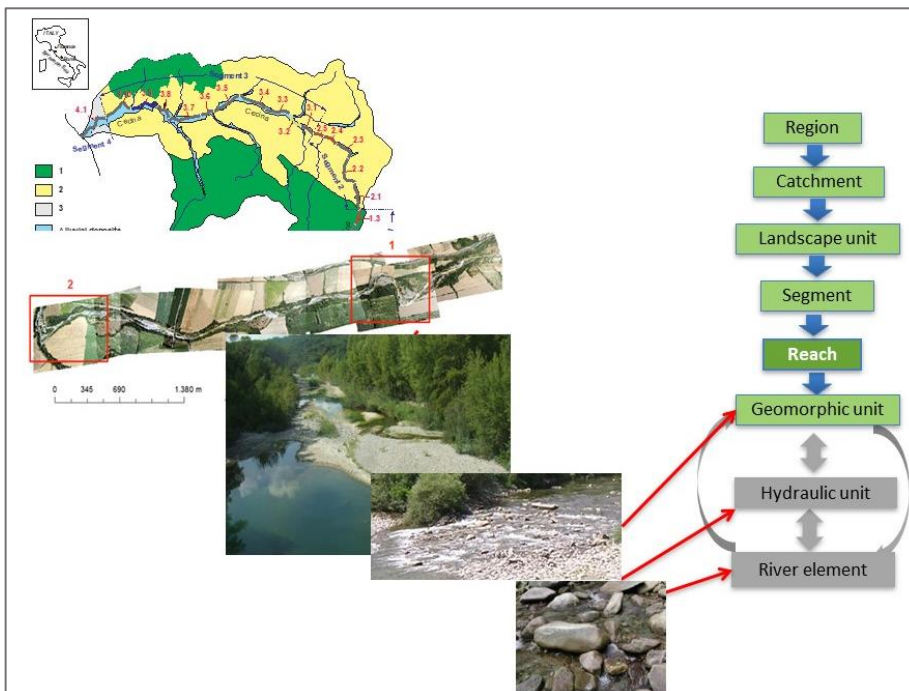 ITALY
Segment 3
3.5
3.4
3.6
3.3
3.8
3.1
4.1
3.7
Cecina
Cecina
3.2
2.5
2.4
2.3
Segment 4
Segment 2
2.2
1
2
2.1
3
1.3
1
2
0 345 690 1.380 m
Region
Catchment
Landscape unit
Segment
Reach
Geomorphic unit
Hydraulic unit
River element